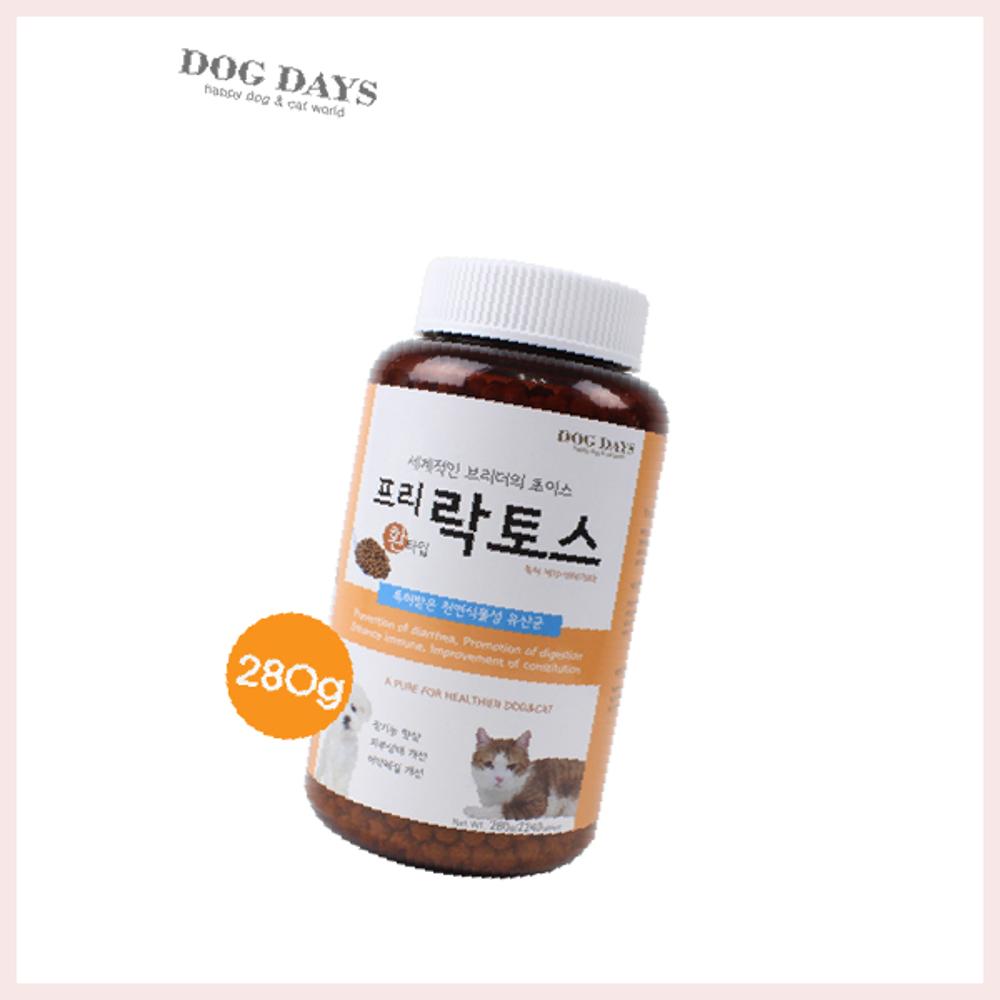 DOG DAYS
happy dog & cat world
DOG DAYS
세계적인 브리더의 초이스
프리 락토스
환타입
특허받은 천연식물성 유산균
Prevention of diarrhea, Promotion of digestion
Enance immune, Improvement of constitution
A PURE FOR HEALTHIER DOG&CAT
280g
장기능 향상
피부상태 개선
Net Wt. 280g